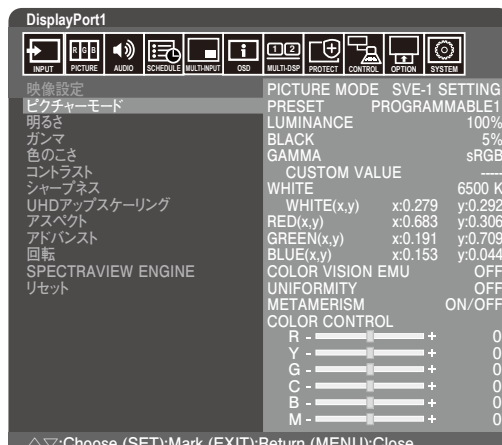 DisplayPort1
INPUT
R G B
PICTURE
AUDIO
SCHEDULE
MULTI-INPUT
OSD
1 2
MULTI-DSP
PROTECT
CONTROL
OPTION
SYSTEM
映像設定
ピクチャーモード
明るさ
ガンマ
色のこさ
コントラスト
シャープネス
UHDアップスケーリング
アスペクト
アドバンスト
回転
SPECTRAVIEW ENGINE
リセット
PICTURE MODE SVE-1 SETTING
PRESET PROGRAMMABLE1
LUMINANCE 100%
BLACK 5%
GAMMA sRGB
CUSTOM VALUE -----
WHITE 6500 K
WHITE(x,y) x:0.279 y:0.292
RED(x,y) x:0.683 y:0.306
GREEN(x,y) x:0.191 y:0.709
BLUE(x,y) x:0.153 y:0.044
COLOR VISION EMU OFF
UNIFORMITY OFF
METAMERISM ON/OFF
COLOR CONTROL
R - + 0
Y - + 0
G - + 0
C - + 0
B - + 0
M - + 0
△▽:Choose (SET):Mark (EXIT):Return (MENU):Close